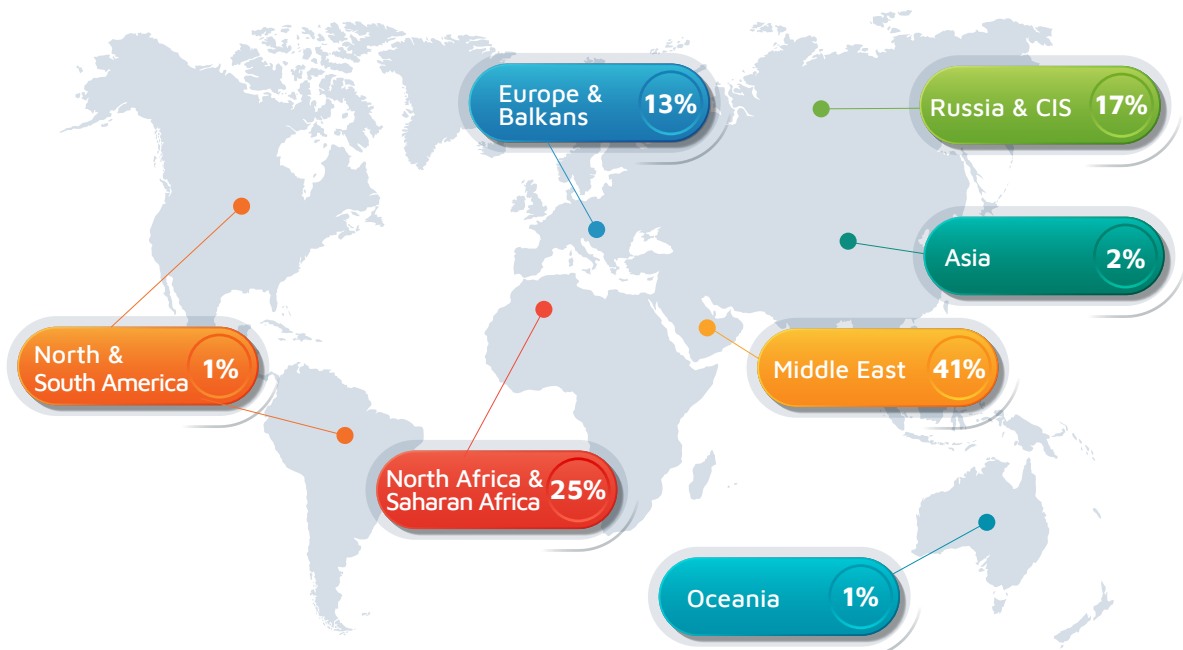 Europe &
Balkans
13%
Russia & CIS
17%
Asia
2%
North &
South America
1%
Middle East
41%
North Africa &
Saharan Africa
25%
Oceania
1%